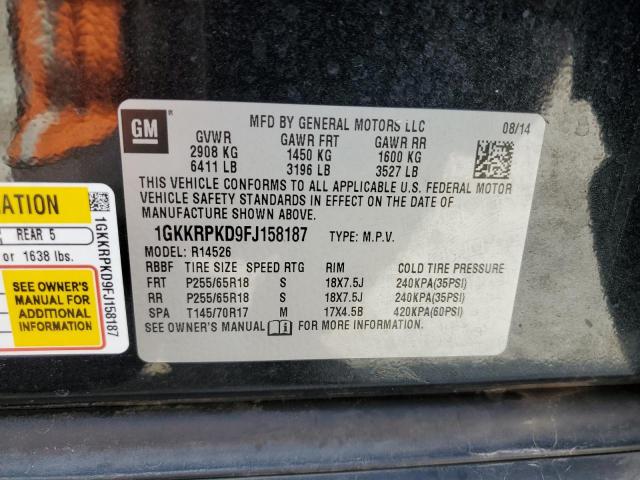 GM
MFD BY GENERAL MOTORS LLC 08/14
GVWR GAWR FRT GAWR RR
2908 KG 1450 KG 1600 KG
6411 LB 3196 LB 3527 LB
THIS VEHICLE CONFORMS TO ALL APPLICABLE U.S. FEDERAL MOTOR
VEHICLE SAFETY STANDARDS IN EFFECT ON THE DATE OF
MANUFACTURE SHOWN ABOVE.
1GKKRPKD9FJ158187 TYPE: M.P.V.
MODEL: R14526
RBBF TIRE SIZE SPEED RTG RIM COLD TIRE PRESSURE
FRT P255/65R18 S 18X7.5J 240KPA(35PSI)
RR P255/65R18 S 18X7.5J 240KPA(35PSI)
SPA T145/70R17 M 17X4.5B 420KPA(60PSI)
SEE OWNER'S MANUAL FOR MORE INFORMATION.
REAR 5
or 1638 lbs.
SEE OWNER'S
MANUAL FOR
ADDITIONAL
INFORMATION
1GKKRPKD9FJ158187